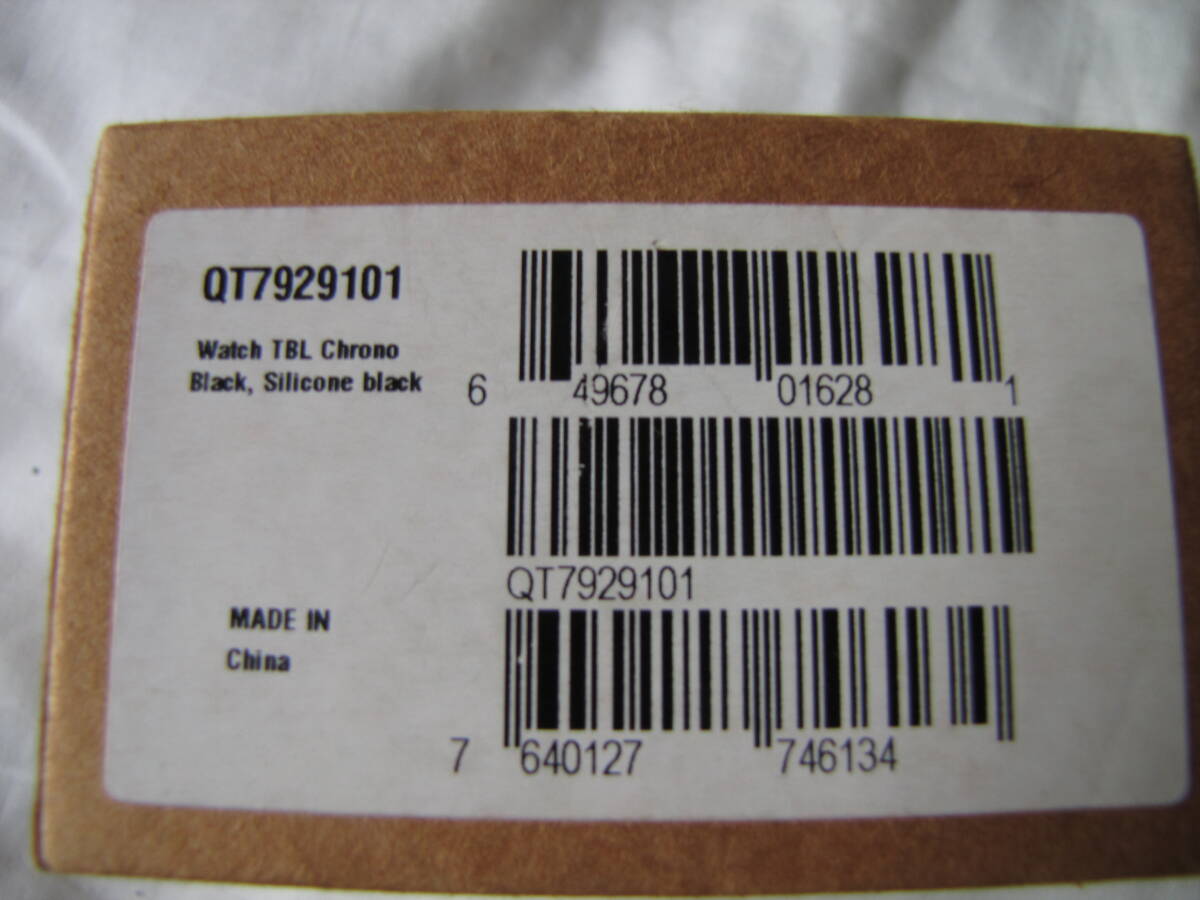 QT7929101
Watch TBL Chrono
Black, Silicone black
6 49678 01628 1
QT7929101
MADE IN
China
7 640127 746134